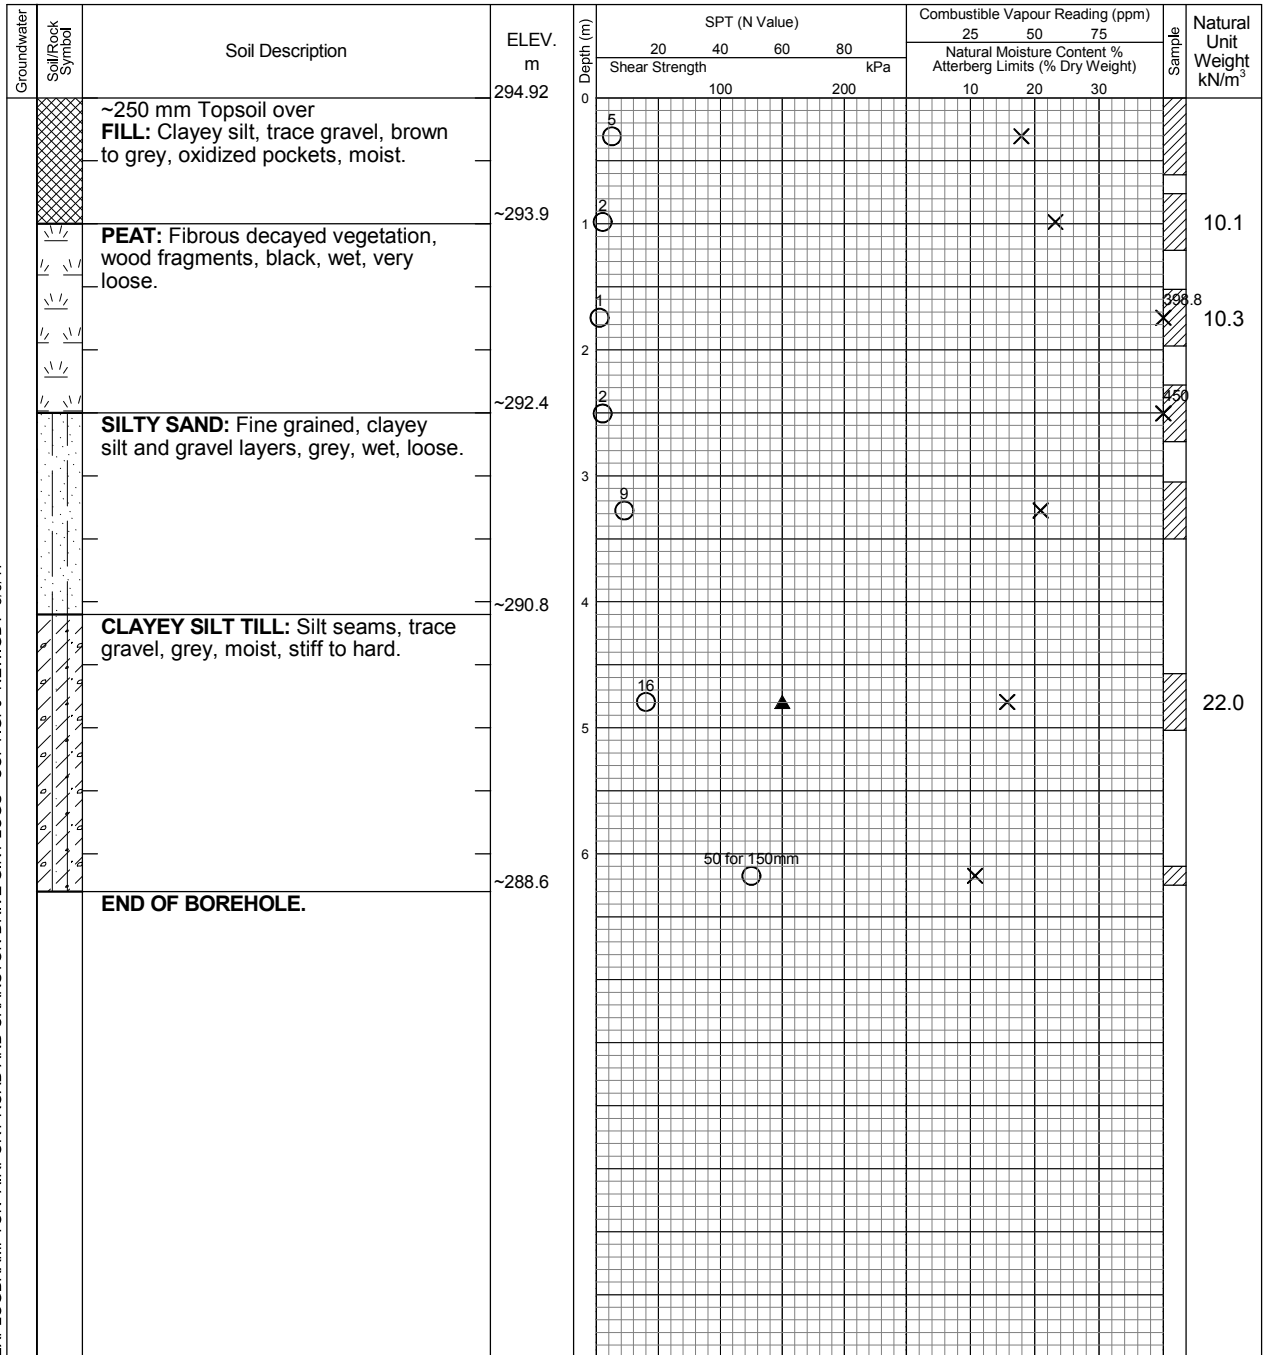 Groundwater
Soil/Rock
Symbol
Soil Description
ELEV.
m
294.92
Depth (m)
SPT (N Value)
20 40 60 80
Shear Strength kPa
100 200
Combustible Vapour Reading (ppm)
25 50 75
Natural Moisture Content %
Atterberg Limits (% Dry Weight)
10 20 30
Sample
Natural
Unit
Weight
kN/m³
0
~250 mm Topsoil over
FILL: Clayey silt, trace gravel, brown
to grey, oxidized pockets, moist.
5
~293.9
2
1
10.1
PEAT: Fibrous decayed vegetation,
wood fragments, black, wet, very
loose.
1
398.8
10.3
2
~292.4
2
450
SILTY SAND: Fine grained, clayey
silt and gravel layers, grey, wet, loose.
3
9
~290.8
4
CLAYEY SILT TILL: Silt seams, trace
gravel, grey, moist, stiff to hard.
16
22.0
5
6
50 for 150mm
~288.6
END OF BOREHOLE.